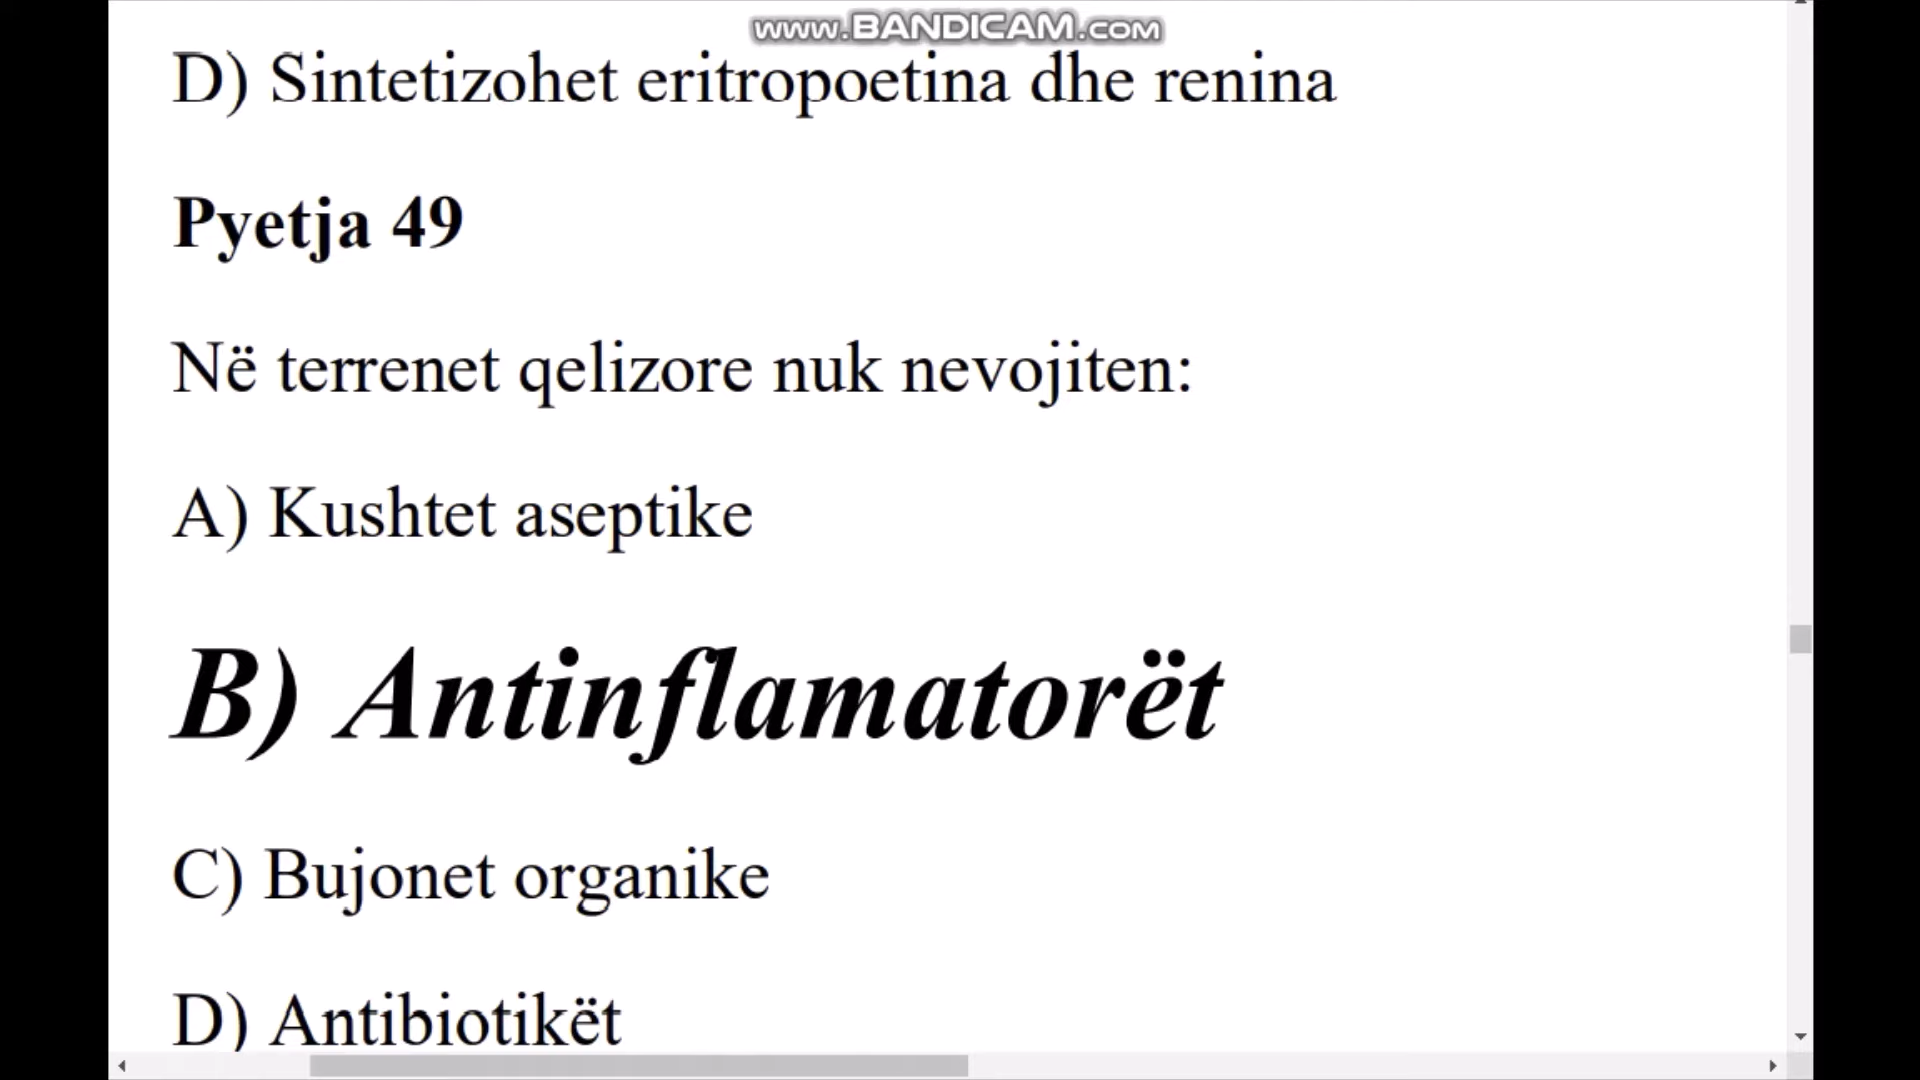 www.BANDICAM.com
D) Sintetizohet eritropoetina dhe renina
Pyetja 49
Në terrenet qelizore nuk nevojiten:
A) Kushtet aseptike
B) Antinflamatorët
C) Bujonet organike
D) Antibiotikët